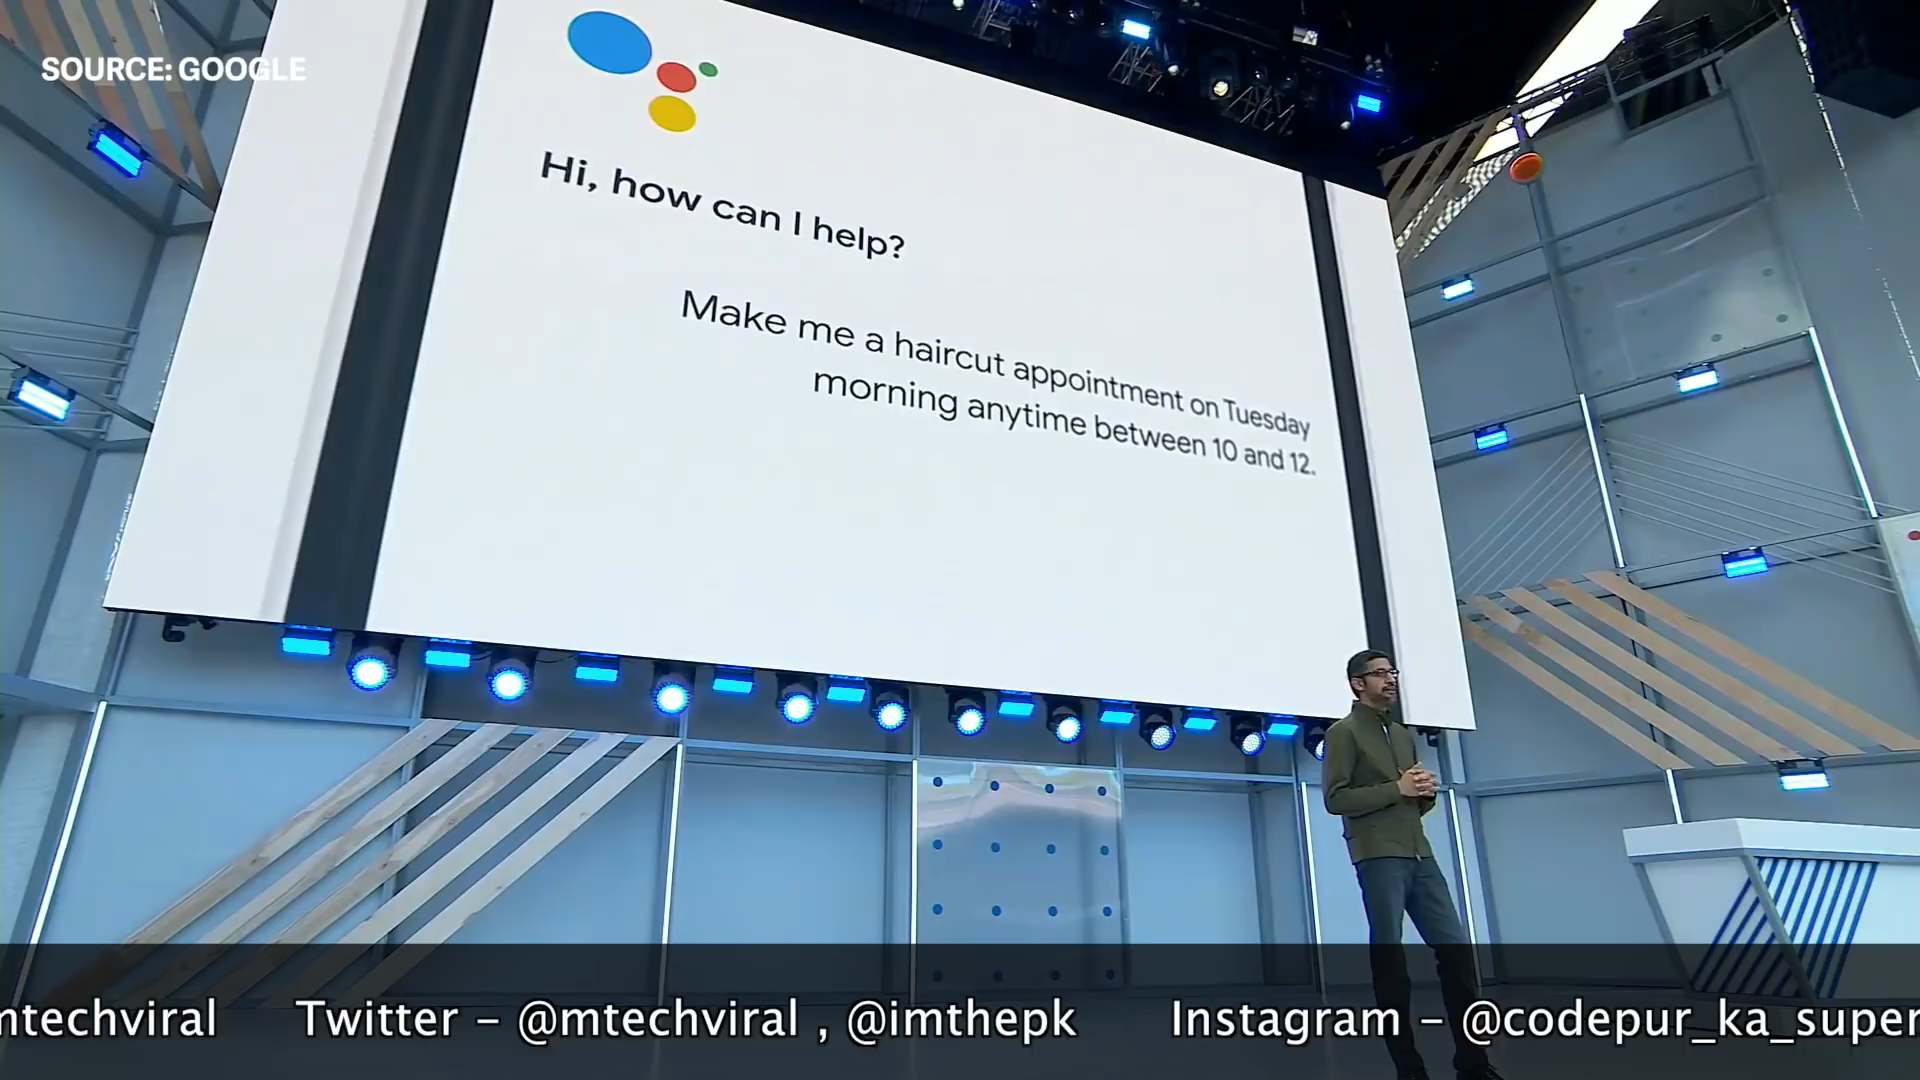 SOURCE: GOOGLE
Hi, how can I help?
Make me a haircut appointment on Tuesday
morning anytime between 10 and 12.
mtechviral Twitter – @mtechviral , @imthepk Instagram – @codepur_ka_super